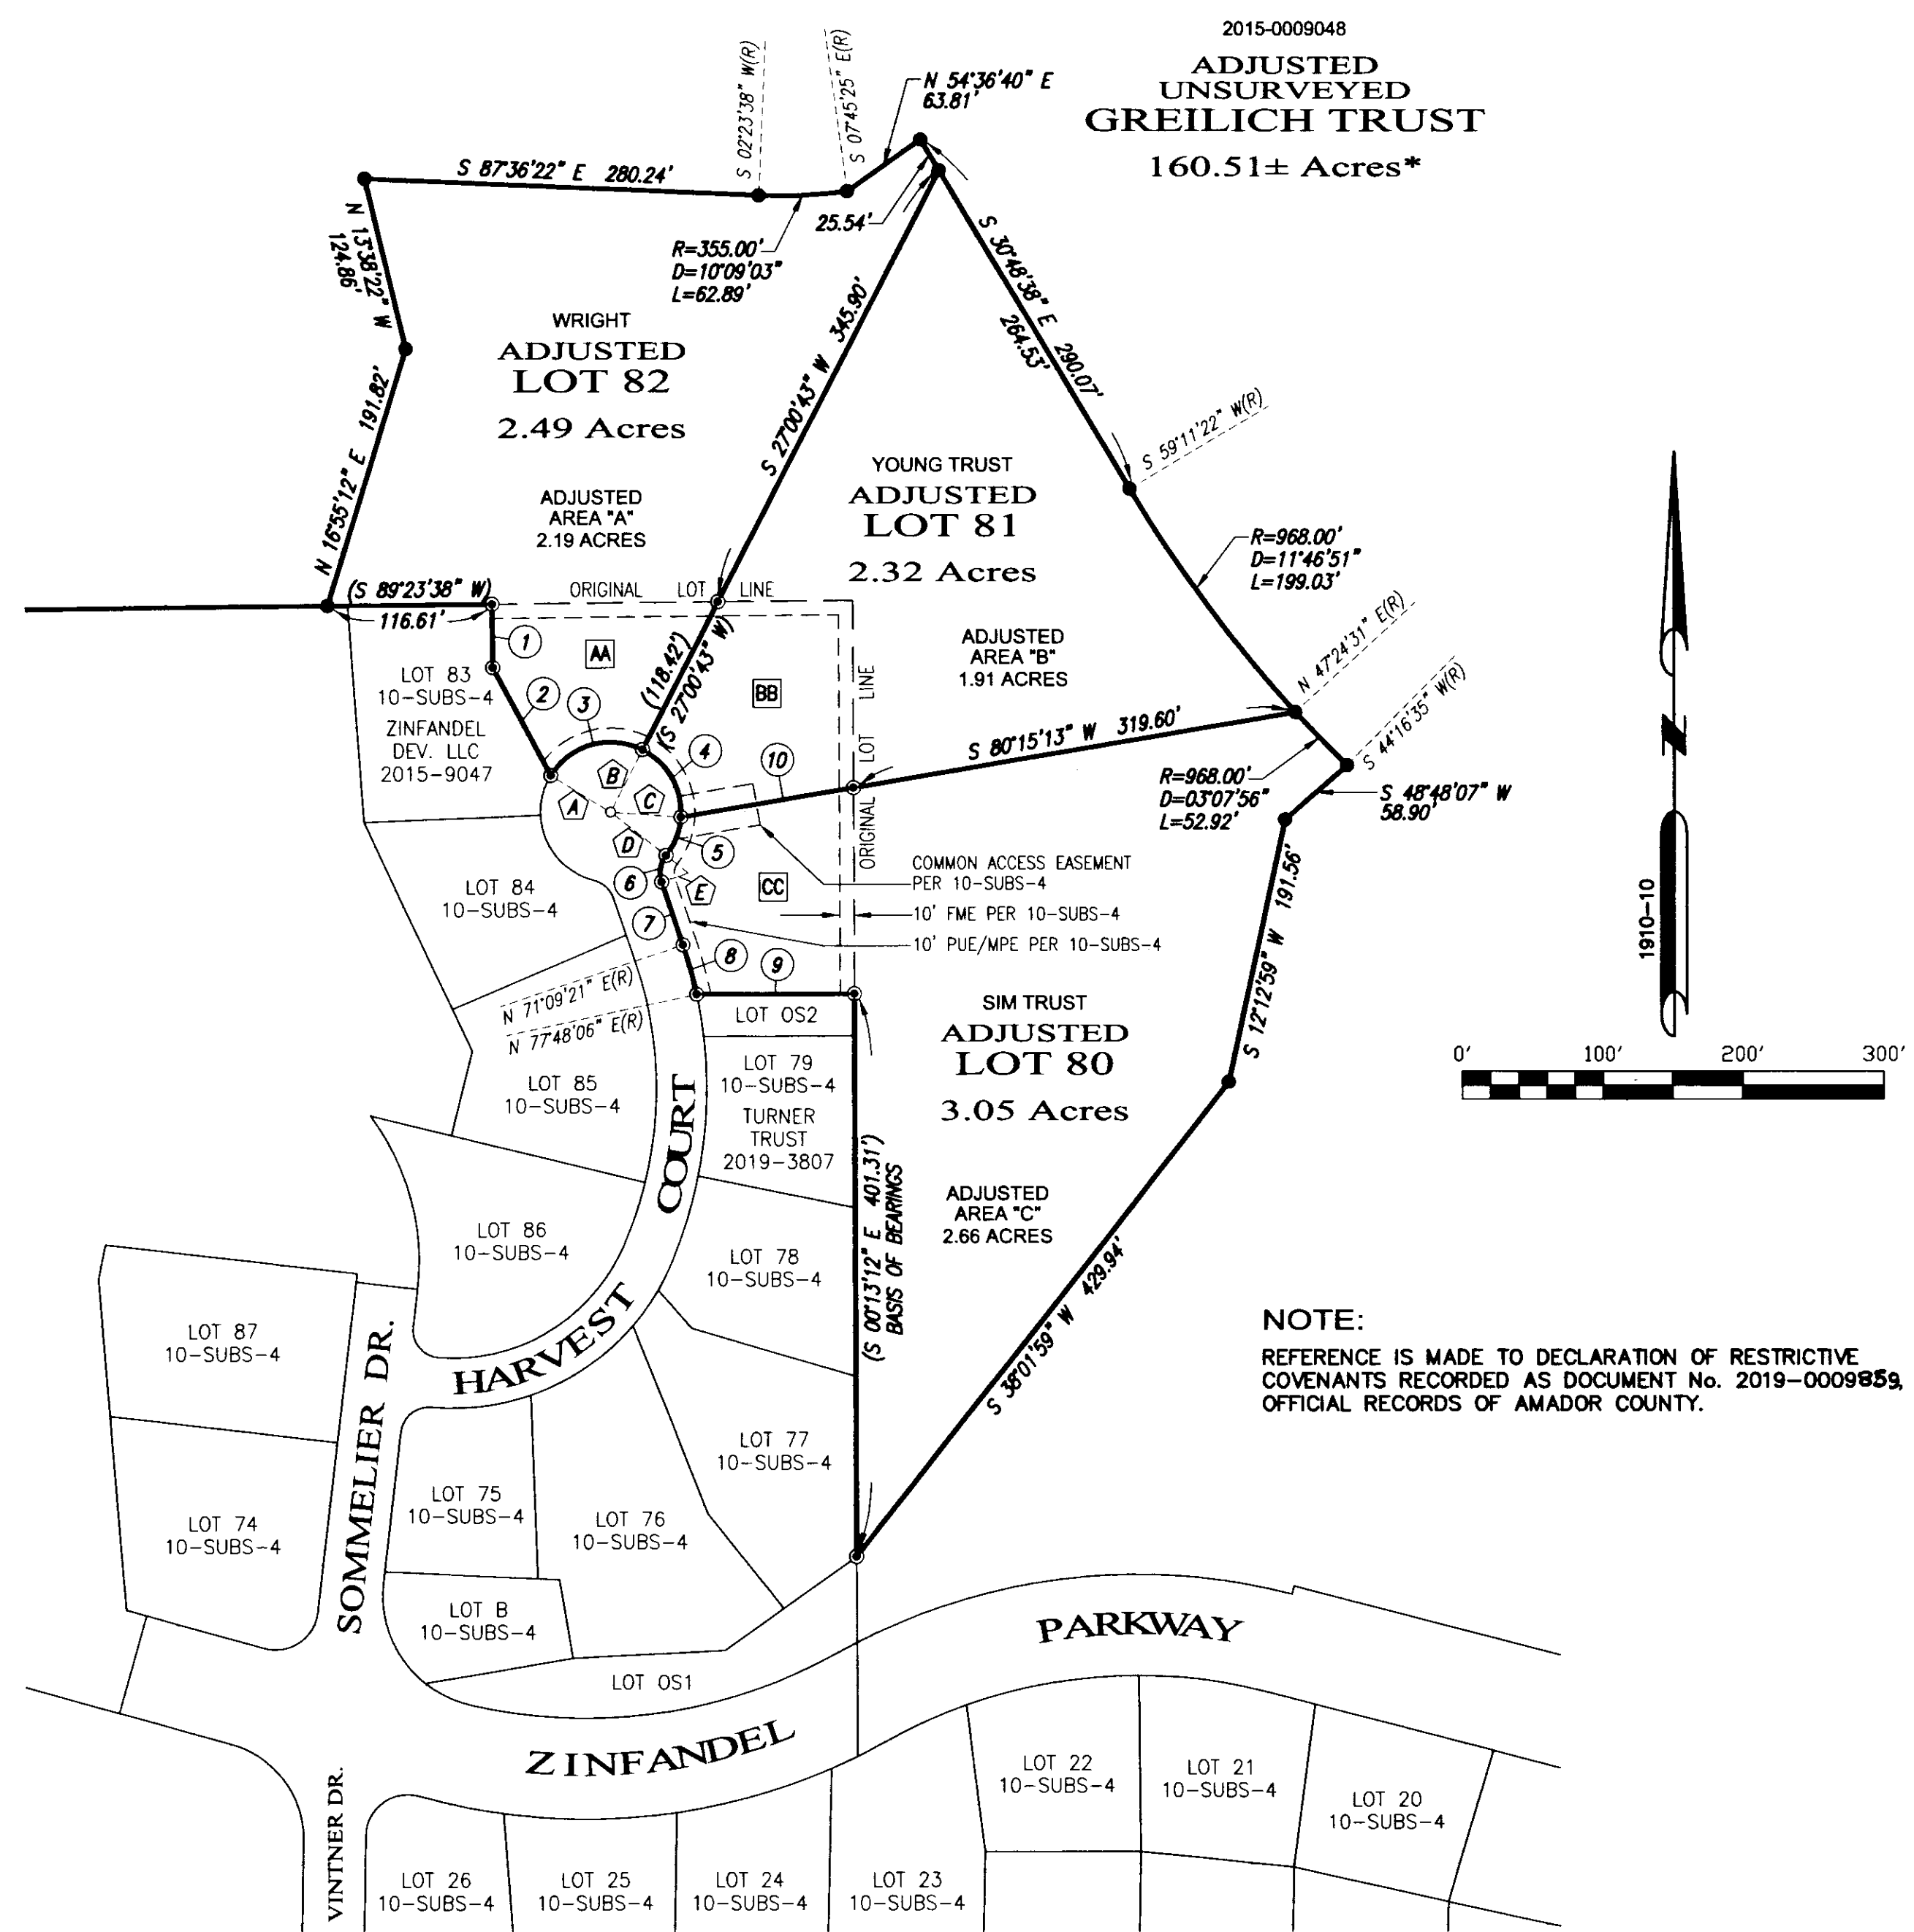 2015-0009048
ADJUSTED
UNSURVEYED
GREILICH TRUST
160.51± Acres*
S 02°23'38" W(R)
S 07°45'25" E(R)
N 54°36'40" E
63.81'
S 87°36'22" E 280.24'
N 13°38'22" W
124.86'
R=355.00'
D=10°09'03"
L=62.89'
25.54'
S 30°48'38" E 290.07'
264.53'
WRIGHT
ADJUSTED
LOT 82
2.49 Acres
N 16°55'12" E 191.82'
S 27°00'43" W 345.90'
ADJUSTED
AREA "A"
2.19 ACRES
YOUNG TRUST
ADJUSTED
LOT 81
2.32 Acres
S 59°11'22" W(R)
R=968.00'
D=11°46'51"
L=199.03'
(S 89°23'38" W)
116.61'
ORIGINAL LOT LINE
1
AA
2
3
(118.42')
(S 27°00'43" W)
BB
4
10
ORIGINAL LOT LINE
ADJUSTED
AREA "B"
1.91 ACRES
N 47°24'31" E(R)
S 44°16'35" W(R)
S 80°15'13" W 319.60'
R=968.00'
D=03°07'56"
L=52.92'
S 48°48'07" W
58.90'
LOT 83
10-SUBS-4
ZINFANDEL
DEV. LLC
2015-9047
A
B
C
D
E
5
6
7
8
9
CC
COMMON ACCESS EASEMENT
PER 10-SUBS-4
10' FME PER 10-SUBS-4
10' PUE/MPE PER 10-SUBS-4
LOT 84
10-SUBS-4
N 71°09'21" E(R)
N 77°48'06" E(R)
S 12°12'59" W 191.56'
N
1910-10
0' 100' 200' 300'
LOT OS2
SIM TRUST
ADJUSTED
LOT 80
3.05 Acres
LOT 79
10-SUBS-4
TURNER
TRUST
2019-3807
LOT 85
10-SUBS-4
ADJUSTED
AREA "C"
2.66 ACRES
(S 00°13'12" E 401.31')
BASIS OF BEARINGS
S 38°01'59" W 429.94'
HARVEST COURT
LOT 86
10-SUBS-4
LOT 78
10-SUBS-4
LOT 87
10-SUBS-4
NOTE:
REFERENCE IS MADE TO DECLARATION OF RESTRICTIVE
COVENANTS RECORDED AS DOCUMENT No. 2019-0009859,
OFFICIAL RECORDS OF AMADOR COUNTY.
SOMMELIER DR.
LOT 77
10-SUBS-4
LOT 75
10-SUBS-4
LOT 76
10-SUBS-4
LOT 74
10-SUBS-4
LOT B
10-SUBS-4
LOT OS1
ZINFANDEL PARKWAY
VINTNER DR.
LOT 22
10-SUBS-4
LOT 21
10-SUBS-4
LOT 20
10-SUBS-4
LOT 26
10-SUBS-4
LOT 25
10-SUBS-4
LOT 24
10-SUBS-4
LOT 23
10-SUBS-4